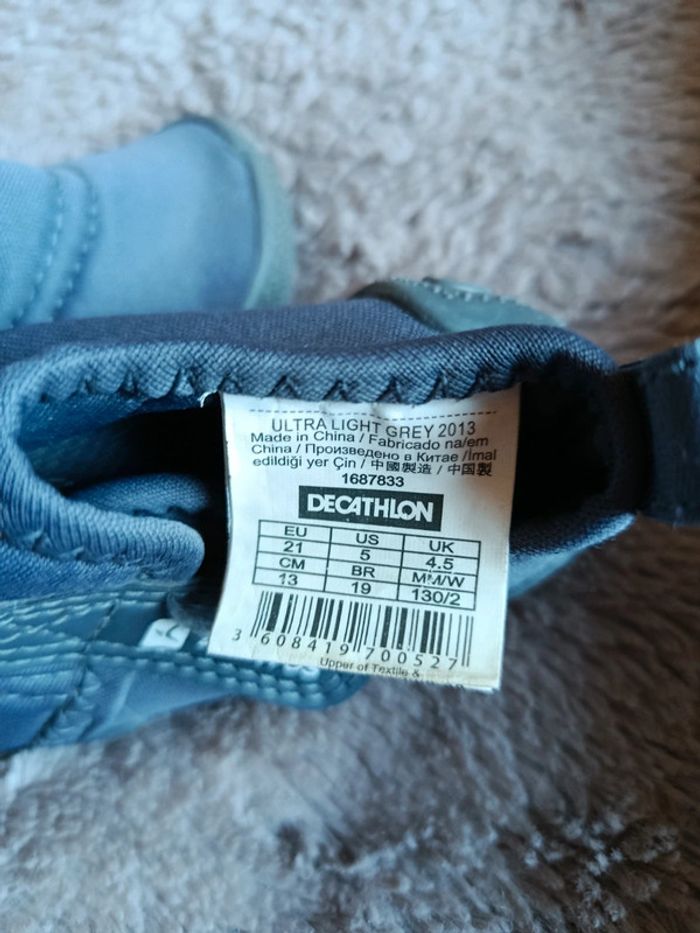 ULTRA LIGHT GREY 2013
Made in China / Fabricado na/em
China / Произведено в Китае /İmal
edildiği yer Çin / 中國製造 / 中国製
1687833
DECATHLON
EU US UK
21 5 4.5
CM BR MM/W
13 19 130/2
3 608419 700527
Upper of Textile &